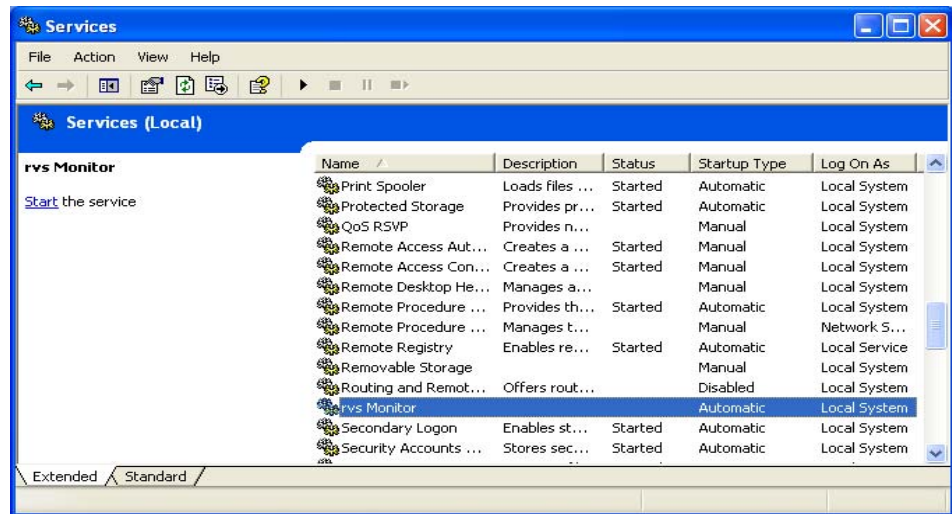 Services
File Action View Help
Services (Local)
rvs Monitor
Start the service
Name Description Status Startup Type Log On As
Print Spooler Loads files ... Started Automatic Local System
Protected Storage Provides pr... Started Automatic Local System
QoS RSVP Provides n... Manual Local System
Remote Access Aut... Creates a ... Started Manual Local System
Remote Access Con... Creates a ... Started Manual Local System
Remote Desktop He... Manages a... Manual Local System
Remote Procedure ... Provides th... Started Automatic Local System
Remote Procedure ... Manages t... Manual Network S...
Remote Registry Enables re... Started Automatic Local Service
Removable Storage Manual Local System
Routing and Remot... Offers rout... Disabled Local System
rvs Monitor Automatic Local System
Secondary Logon Enables st... Started Automatic Local System
Security Accounts ... Stores sec... Started Automatic Local System
Extended Standard